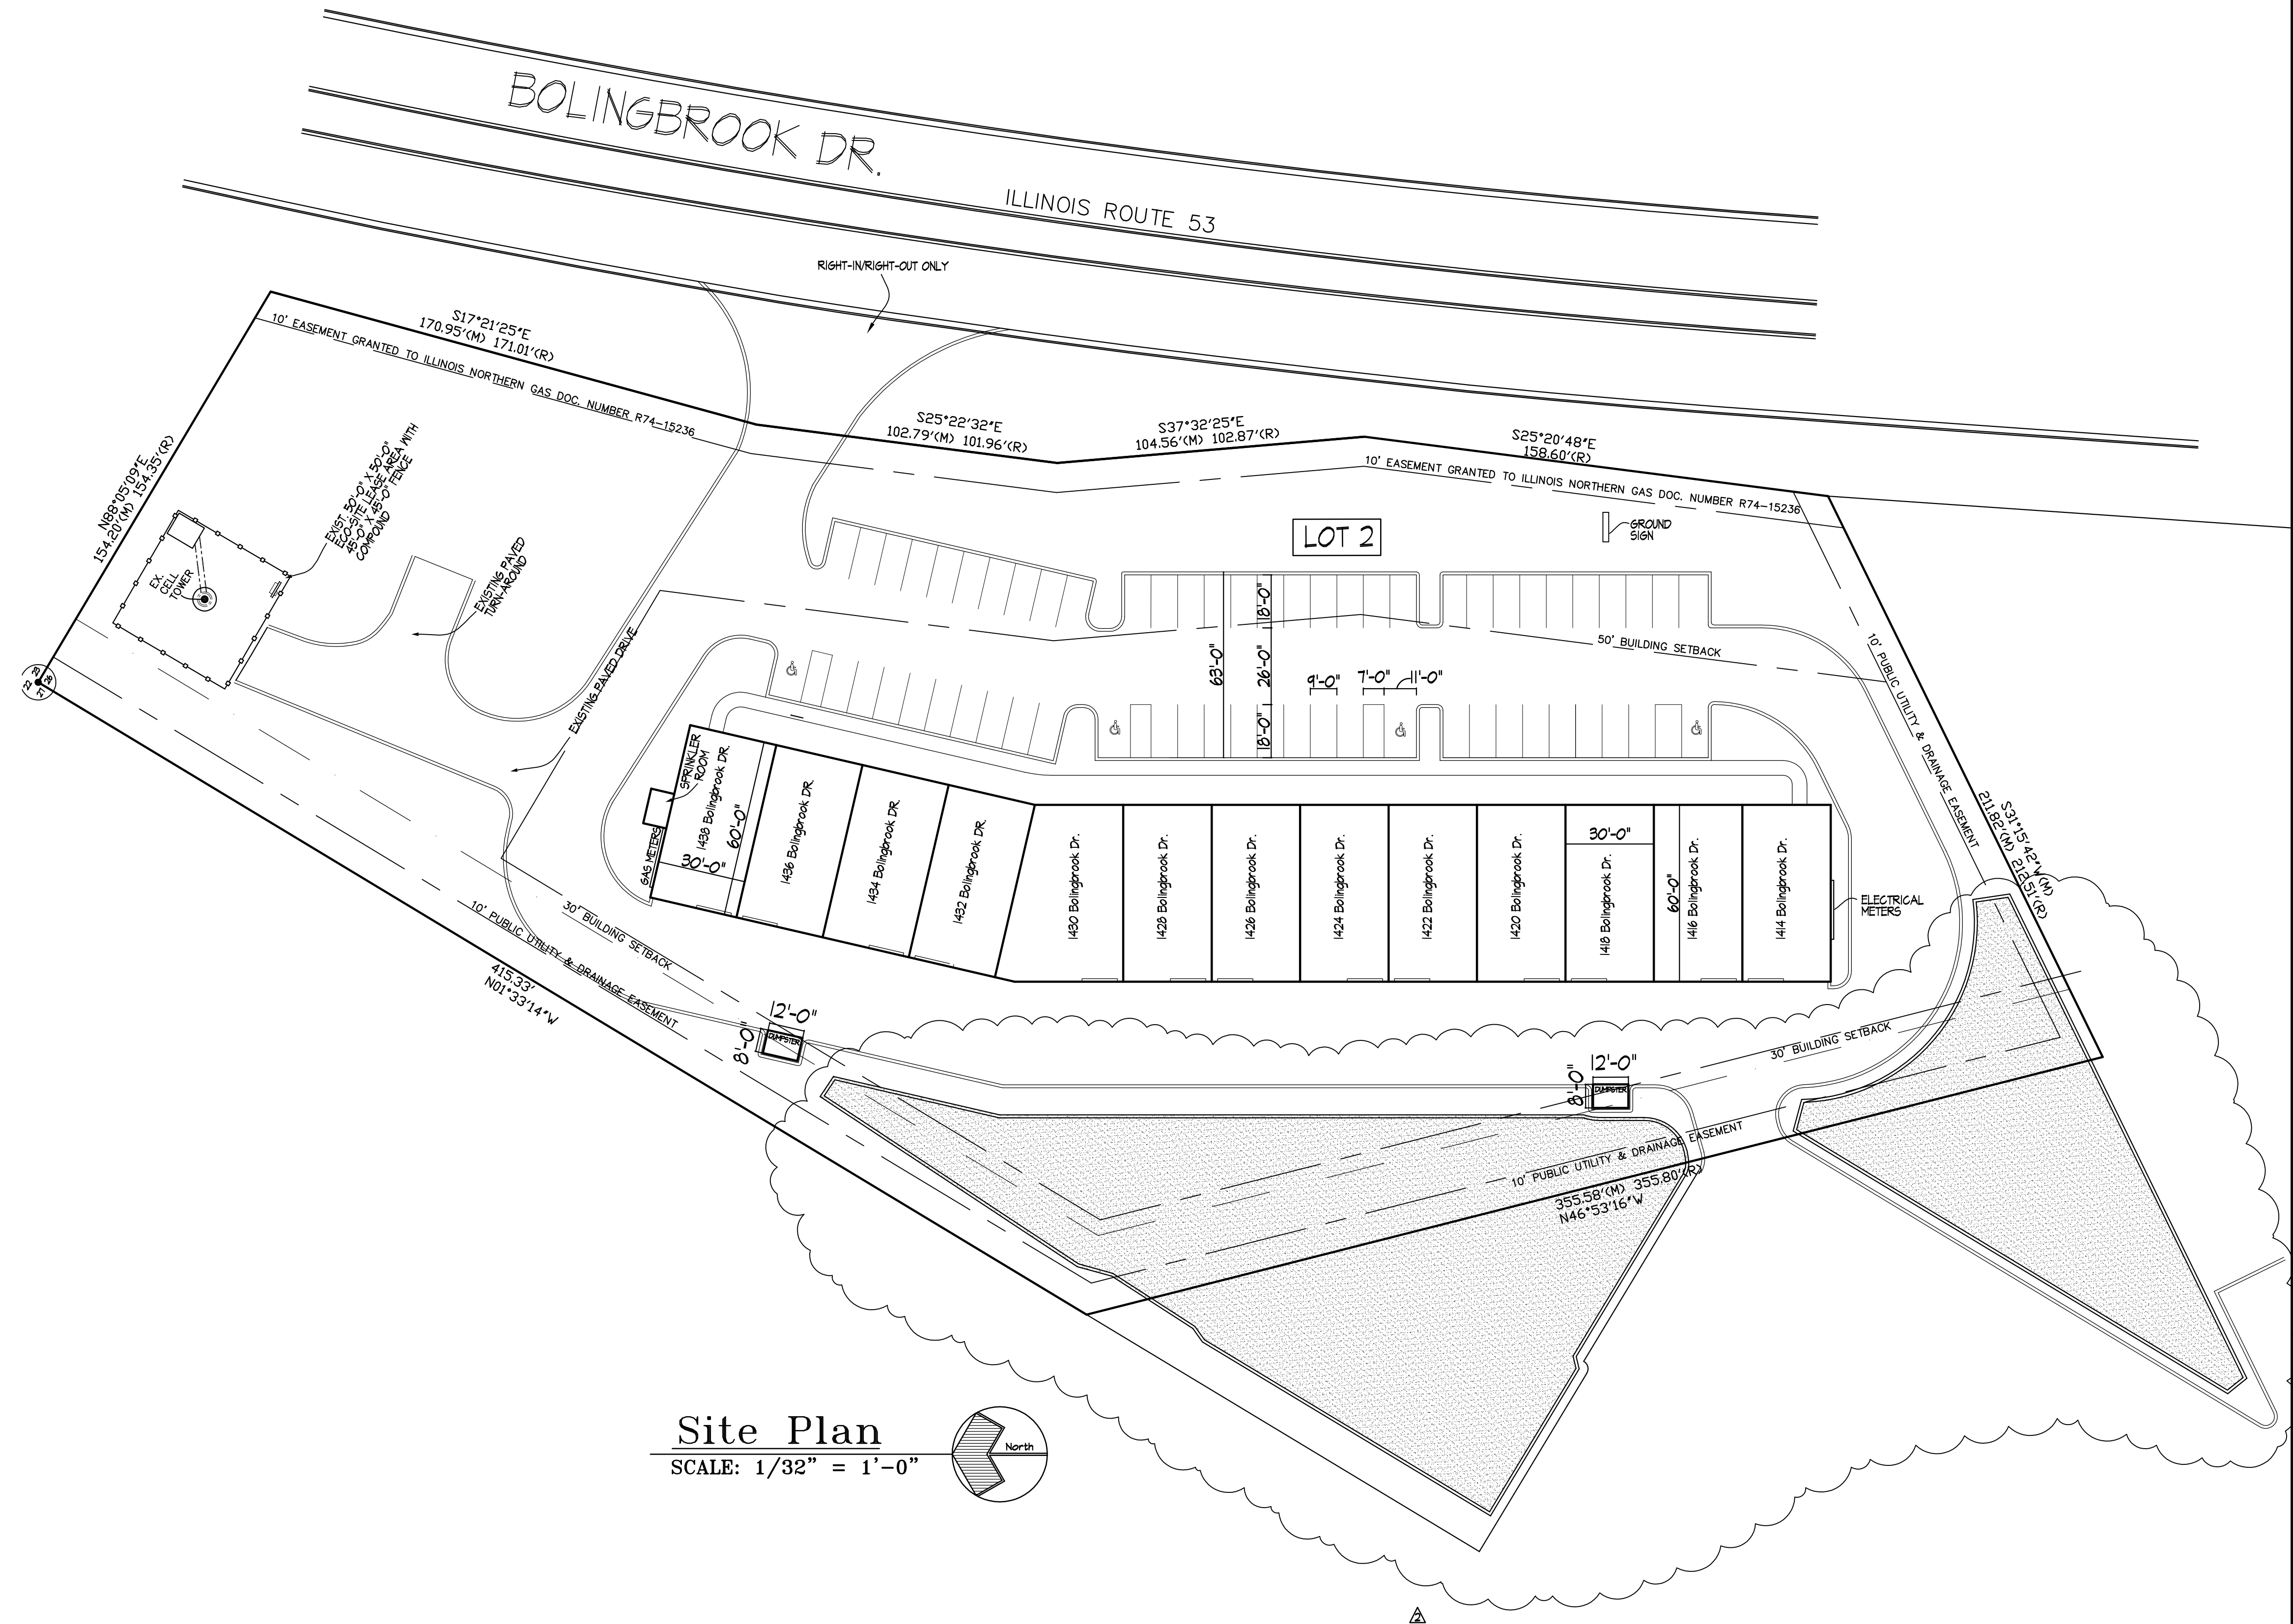 BOLINGBROOK DR.
ILLINOIS ROUTE 53
RIGHT-IN/RIGHT-OUT ONLY
S17°21'25"E
170.95'(M) 171.01'(R)
10' EASEMENT GRANTED TO ILLINOIS NORTHERN GAS DOC. NUMBER R74-15236
S25°22'32"E
102.79'(M) 101.96'(R)
S37°32'25"E
104.56'(M) 102.87'(R)
S25°20'48"E
158.60'(R)
10' EASEMENT GRANTED TO ILLINOIS NORTHERN GAS DOC. NUMBER R74-15236
N88°05'09"E
154.20'(M) 154.35'(R)
EXIST. 50'-0" X 50'-0"
ECO-SITE LEASE AREA WITH
45'-0" X 45'-0" FENCE
COMPOUND
EX.
CELL
TOWER
EXISTING PAVED
TURN-AROUND
EXISTING PAVED DRIVE
23
22
26
27
LOT 2
GROUND
SIGN
50' BUILDING SETBACK
63'-0"
18'-0"
26'-0"
18'-0"
9'-0"
7'-0"
11'-0"
10' PUBLIC UTILITY & DRAINAGE EASEMENT
S31°15'42"W(M)
211.82'(M) 212.51'(R)
SPRINKLER
ROOM
GAS METERS
1438 Bolingbrook DR.
60'-0"
30'-0"
1436 Bolingbrook DR.
1434 Bolingbrook DR.
1432 Bolingbrook DR.
1430 Bolingbrook Dr.
1428 Bolingbrook Dr.
1426 Bolingbrook Dr.
1424 Bolingbrook Dr.
1422 Bolingbrook Dr.
1420 Bolingbrook Dr.
30'-0"
1418 Bolingbrook Dr.
60'-0"
1416 Bolingbrook Dr.
1414 Bolingbrook Dr.
ELECTRICAL
METERS
30' BUILDING SETBACK
10' PUBLIC UTILITY & DRAINAGE EASEMENT
415.33'
N01°33'14"W
12'-0"
8'-0"
DUMPSTER
12'-0"
8'-0"
DUMPSTER
30' BUILDING SETBACK
10' PUBLIC UTILITY & DRAINAGE EASEMENT
355.58'(M) 355.80'(R)
N46°53'16"W
Site Plan
SCALE: 1/32" = 1'-0"
North
2